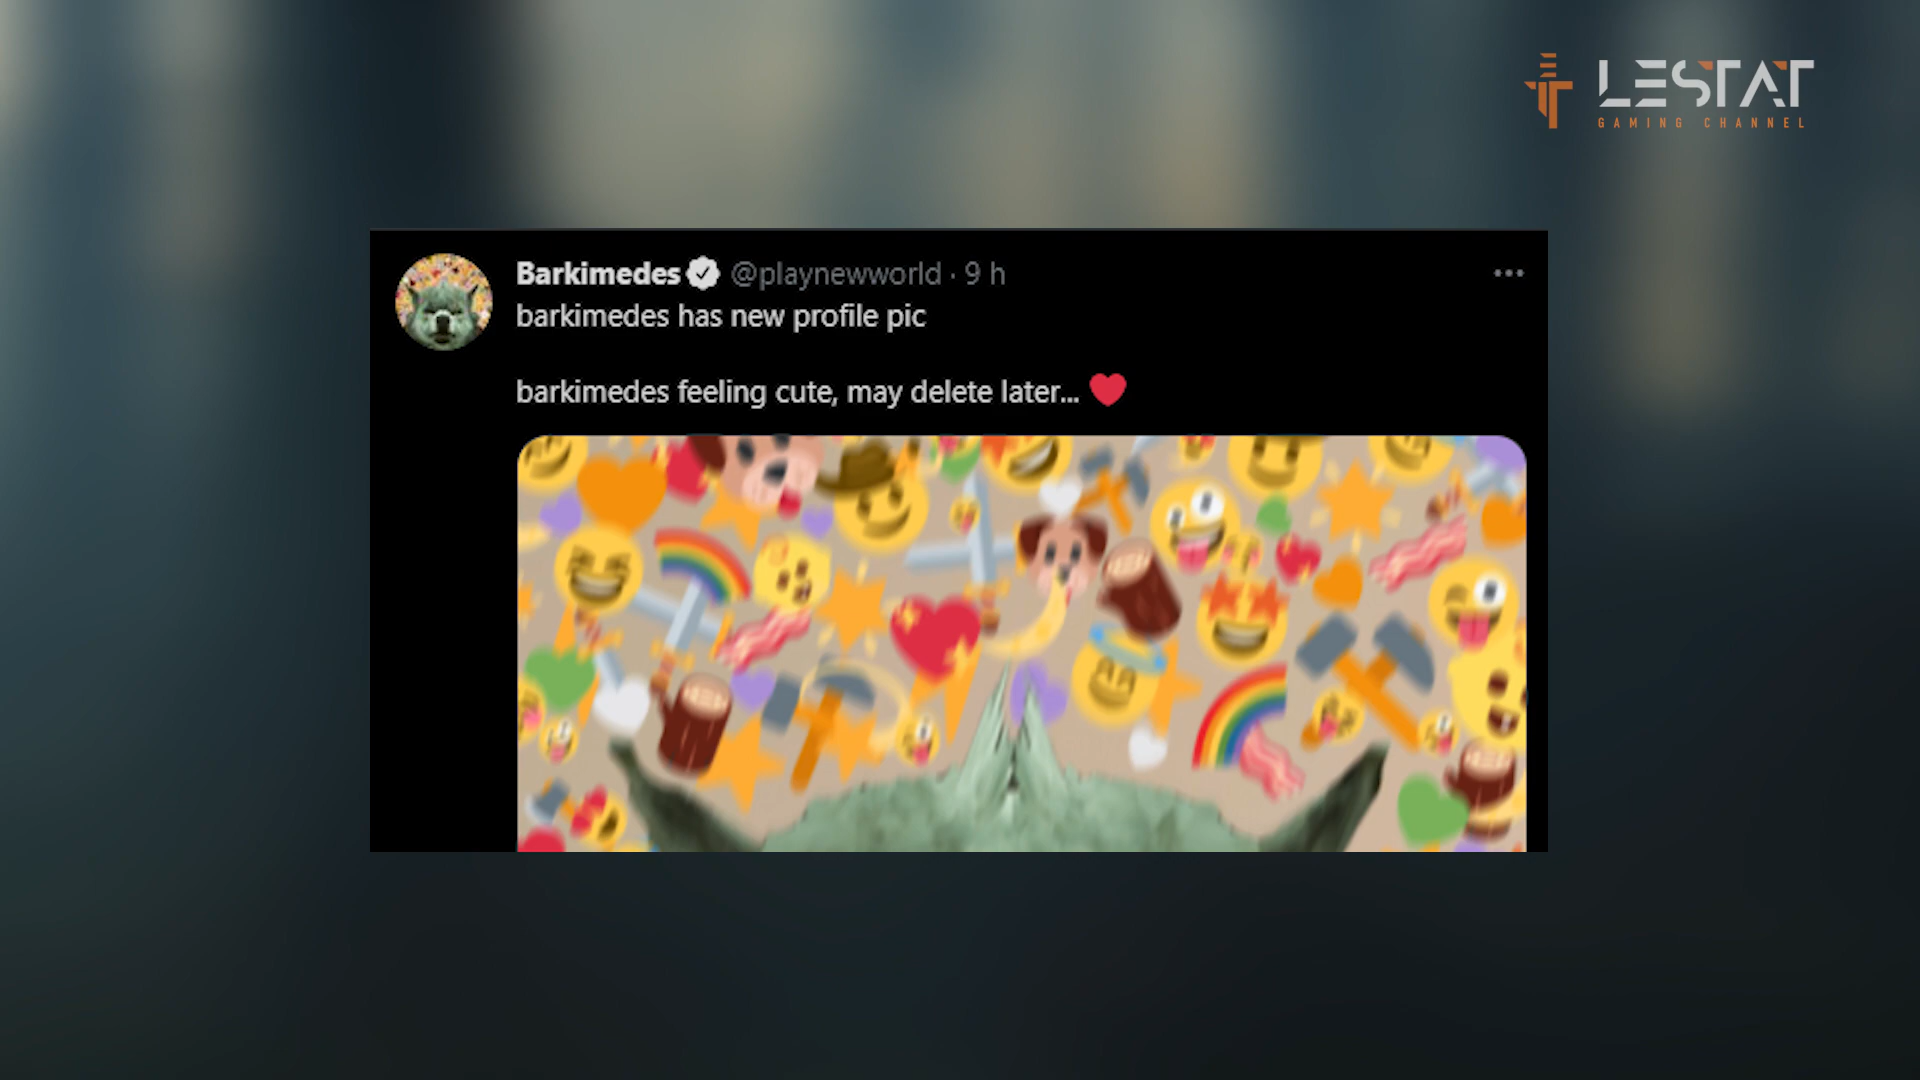 LESTAT
GAMING CHANNEL
Barkimedes @playnewworld · 9 h
barkimedes has new profile pic
barkimedes feeling cute, may delete later... ❤️